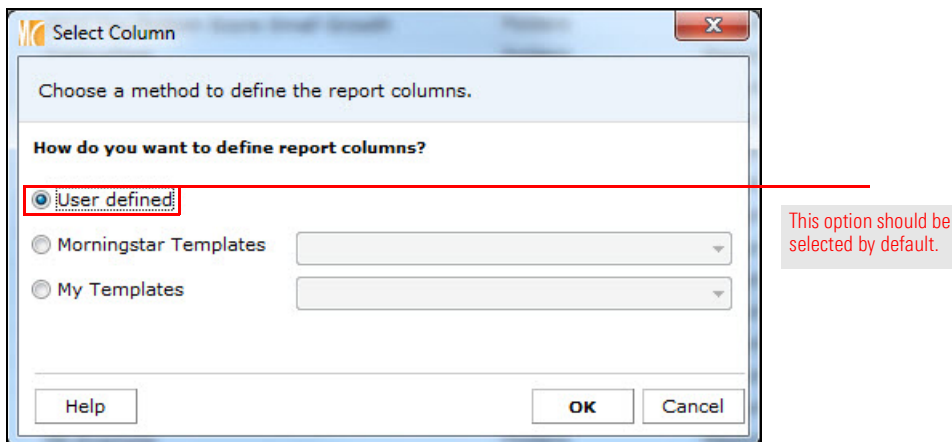 Select Column
Choose a method to define the report columns.
How do you want to define report columns?
User defined
This option should be
selected by default.
Morningstar Templates
My Templates
Help
OK
Cancel